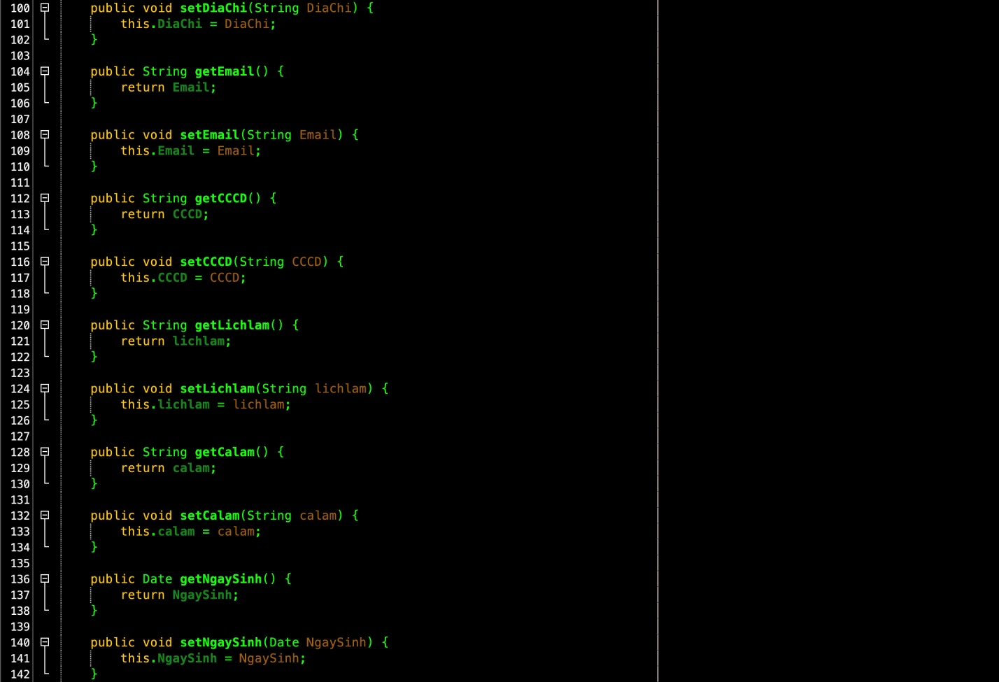 100 public void setDiaChi(String DiaChi) {
101 this.DiaChi = DiaChi;
102 }
103
104 public String getEmail() {
105 return Email;
106 }
107
108 public void setEmail(String Email) {
109 this.Email = Email;
110 }
111
112 public String getCCCD() {
113 return CCCD;
114 }
115
116 public void setCCCD(String CCCD) {
117 this.CCCD = CCCD;
118 }
119
120 public String getLichlam() {
121 return lichlam;
122 }
123
124 public void setLichlam(String lichlam) {
125 this.lichlam = lichlam;
126 }
127
128 public String getCalam() {
129 return calam;
130 }
131
132 public void setCalam(String calam) {
133 this.calam = calam;
134 }
135
136 public Date getNgaySinh() {
137 return NgaySinh;
138 }
139
140 public void setNgaySinh(Date NgaySinh) {
141 this.NgaySinh = NgaySinh;
142 }